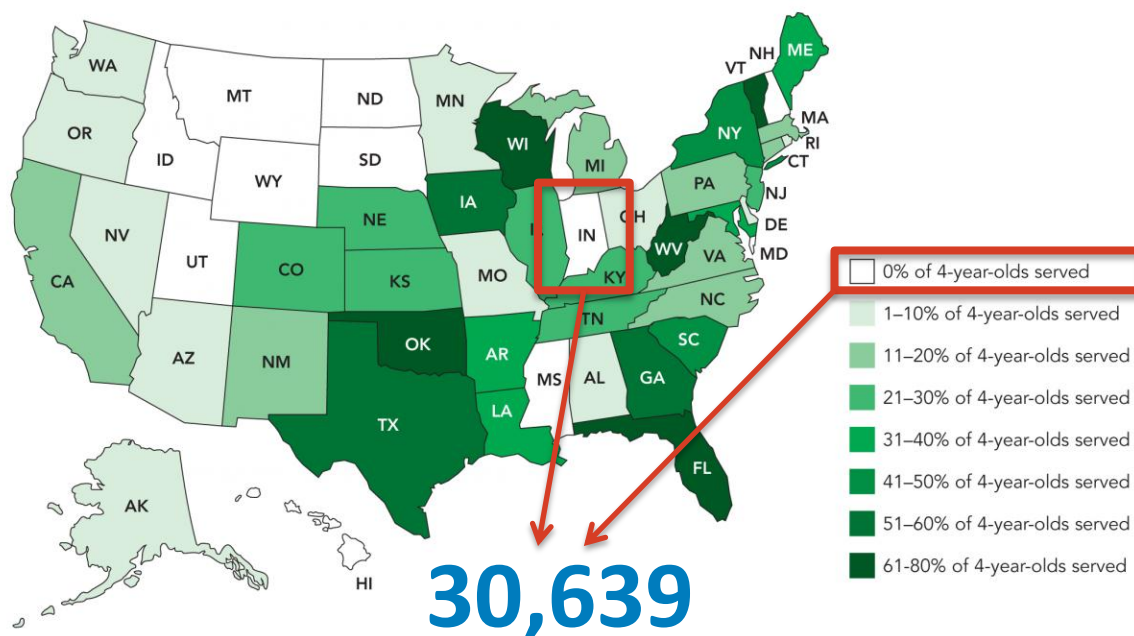 WA
MT
ND
MN
VT
NH
ME
OR
ID
SD
WI
MI
NY
MA
RI
CT
WY
IA
PA
NJ
NE
IL
IN
OH
DE
NV
UT
CO
KS
MO
WV
VA
MD
CA
KY
NC
AZ
NM
OK
AR
TN
SC
MS
AL
GA
TX
LA
FL
AK
HI
0% of 4-year-olds served
1–10% of 4-year-olds served
11–20% of 4-year-olds served
21–30% of 4-year-olds served
31–40% of 4-year-olds served
41–50% of 4-year-olds served
51–60% of 4-year-olds served
61-80% of 4-year-olds served
30,639